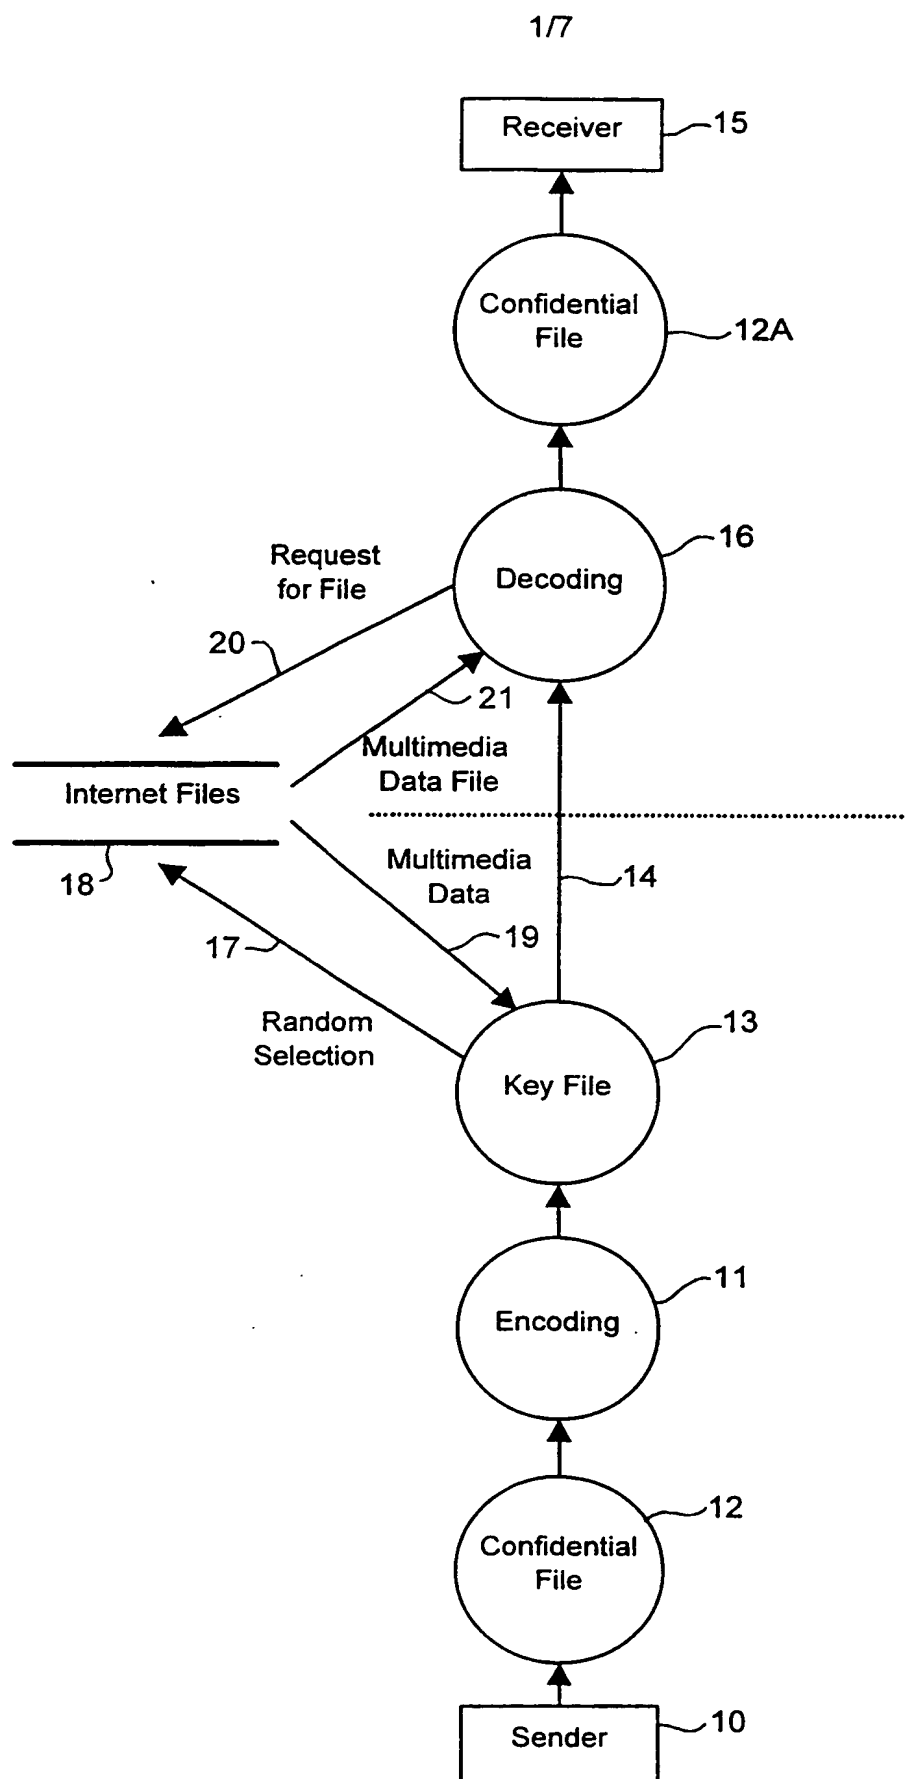 1/7
Receiver
15
Confidential
File
12A
16
Decoding
Request
for File
20
21
Multimedia
Data File
Internet Files
Multimedia
Data
14
18
17
19
Random
Selection
13
Key File
11
Encoding
12
Confidential
File
10
Sender